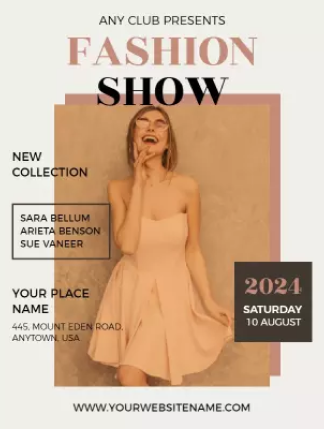 ANY CLUB PRESENTS
FASHION
SHOW
NEW
COLLECTION
SARA BELLUM
ARIETA BENSON
SUE VANEER
2024
SATURDAY
10 AUGUST
YOUR PLACE
NAME
445, MOUNT EDEN ROAD,
ANYTOWN, USA
WWW.YOURWEBSITENAME.COM